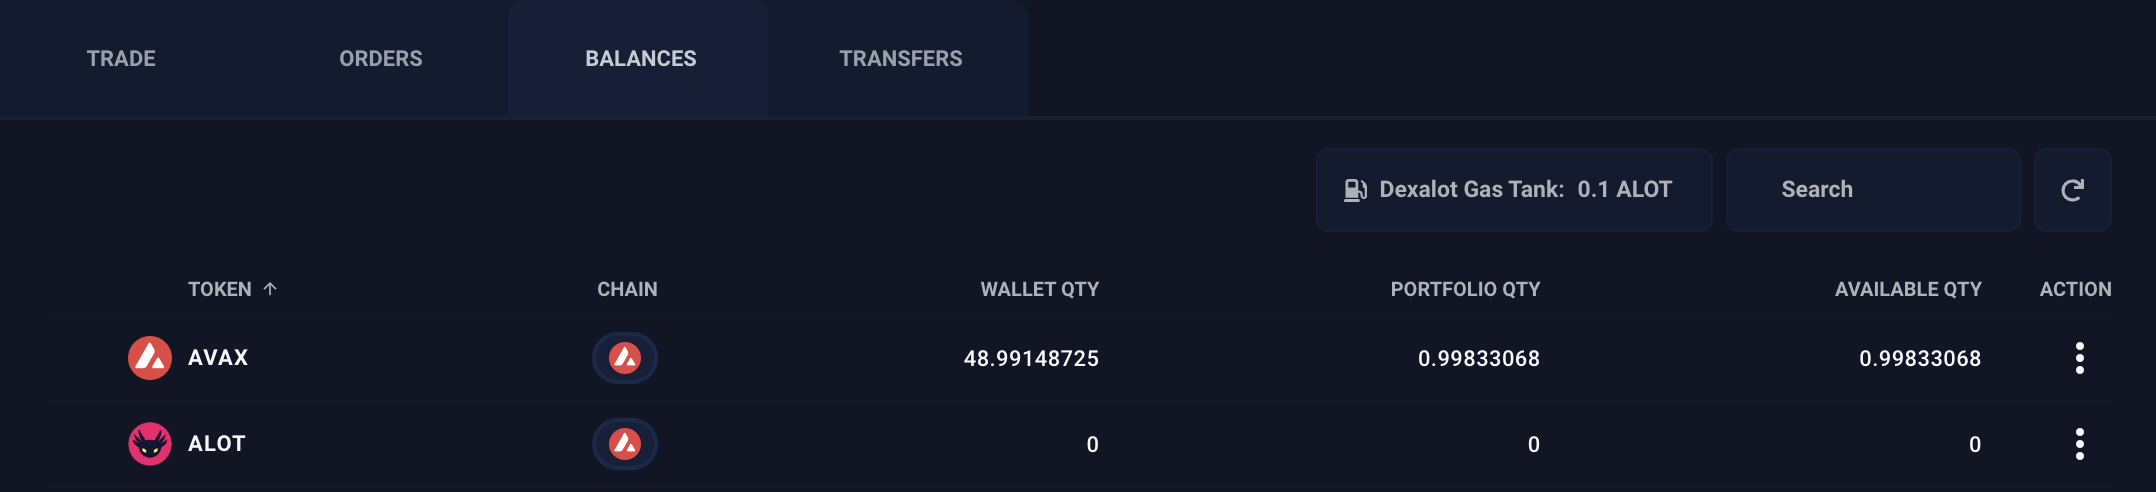 TRADE ORDERS BALANCES TRANSFERS
Dexalot Gas Tank: 0.1 ALOT Search
TOKEN ↑ CHAIN WALLET QTY PORTFOLIO QTY AVAILABLE QTY ACTION
AVAX 48.99148725 0.99833068 0.99833068
ALOT 0 0 0